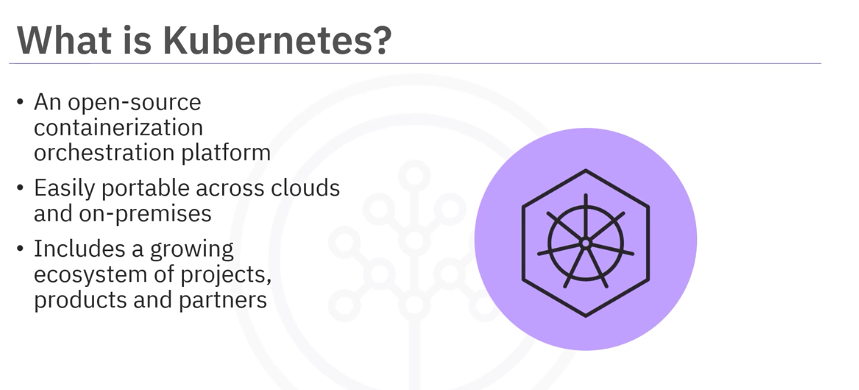 What is Kubernetes?
• An open-source
containerization
orchestration platform
• Easily portable across clouds
and on-premises
• Includes a growing
ecosystem of projects,
products and partners